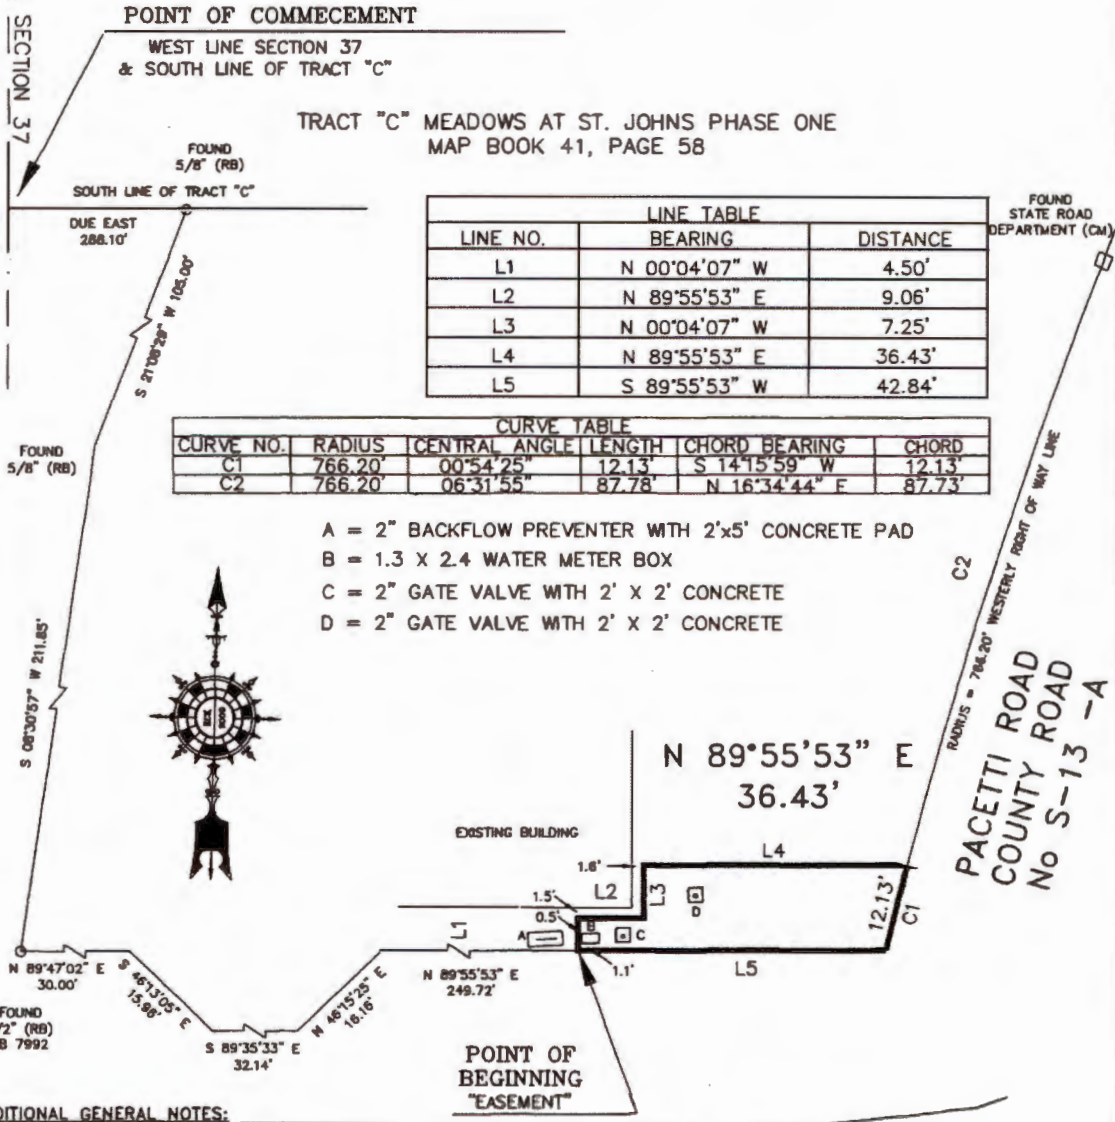 POINT OF COMMECEMENT
WEST LINE SECTION 37
& SOUTH LINE OF TRACT "C"
SECTION 37
TRACT "C" MEADOWS AT ST. JOHNS PHASE ONE
MAP BOOK 41, PAGE 58
FOUND
5/8" (RB)
SOUTH LINE OF TRACT "C"
DUE EAST
288.10'
FOUND
STATE ROAD
DEPARTMENT (CM)
LINE TABLE
LINE NO. BEARING DISTANCE
L1 N 00°04'07" W 4.50'
L2 N 89°55'53" E 9.06'
L3 N 00°04'07" W 7.25'
L4 N 89°55'53" E 36.43'
L5 S 89°55'53" W 42.84'
S 21°08'29" W 105.00'
CURVE TABLE
CURVE NO. RADIUS CENTRAL ANGLE LENGTH CHORD BEARING CHORD
C1 766.20' 00°54'25" 12.13' S 14°15'59" W 12.13'
C2 766.20' 06°31'55" 87.78' N 16°34'44" E 87.73'
FOUND
5/8" (RB)
A = 2" BACKFLOW PREVENTER WITH 2'x5' CONCRETE PAD
B = 1.3 X 2.4 WATER METER BOX
C = 2" GATE VALVE WITH 2' X 2' CONCRETE
D = 2" GATE VALVE WITH 2' X 2' CONCRETE
C2
RADIUS = 766.20' WESTERLY RIGHT OF WAY LINE
S 08°30'57" W 211.85'
PACETTI ROAD
COUNTY ROAD
No S-13 -A
N 89°55'53" E
36.43'
EXISTING BUILDING
1.6'
L4
L2
L3
1.5'
0.5'
D
L1
A
B
C
12.13'
C1
1.1'
L5
N 89°47'02" E
30.00'
S 46°13'05" E
15.98'
S 89°35'33" E
32.14'
N 46°15'25" E
16.16'
N 89°55'53" E
249.72'
FOUND
/2" (RB)
B 7992
POINT OF
BEGINNING
"EASEMENT"
DITIONAL GENERAL NOTES: